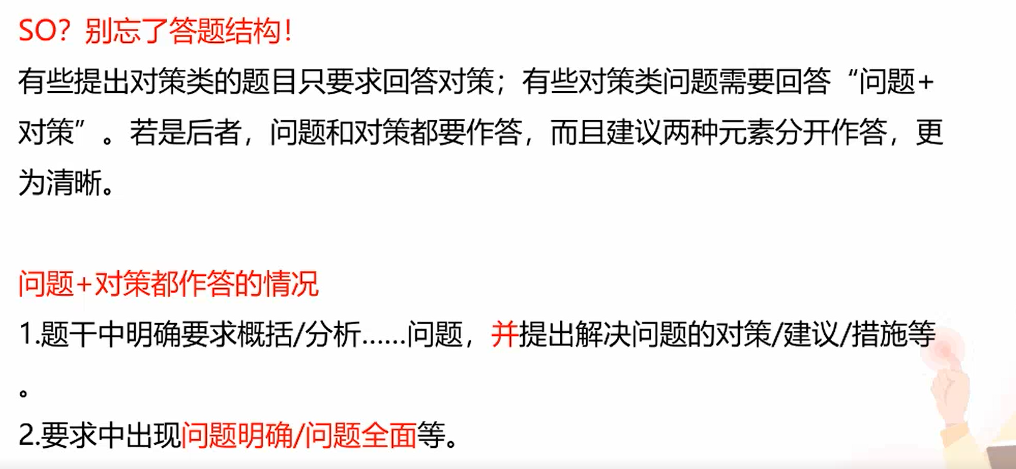 SO？别忘了答题结构！
有些提出对策类的题目只要求回答对策；有些对策类问题需要回答“问题+
对策”。若是后者，问题和对策都要作答，而且建议两种元素分开作答，更
为清晰。
问题+对策都作答的情况
1.题干中明确要求概括/分析……问题，并提出解决问题的对策/建议/措施等
。
2.要求中出现问题明确/问题全面等。